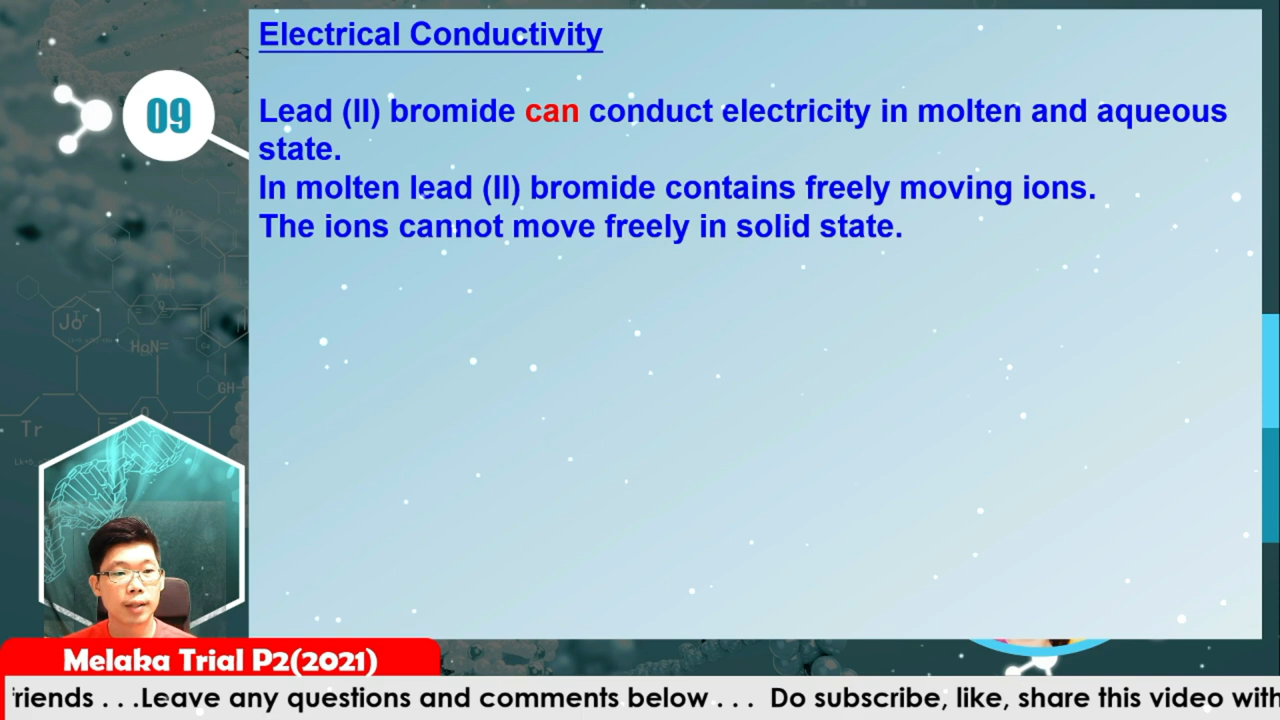 Electrical Conductivity
09
Lead (II) bromide can conduct electricity in molten and aqueous
state.
In molten lead (II) bromide contains freely moving ions.
The ions cannot move freely in solid state.
Tr
Melaka Trial P2(2021)
riends . . .Leave any questions and comments below . . . Do subscribe, like, share this video with